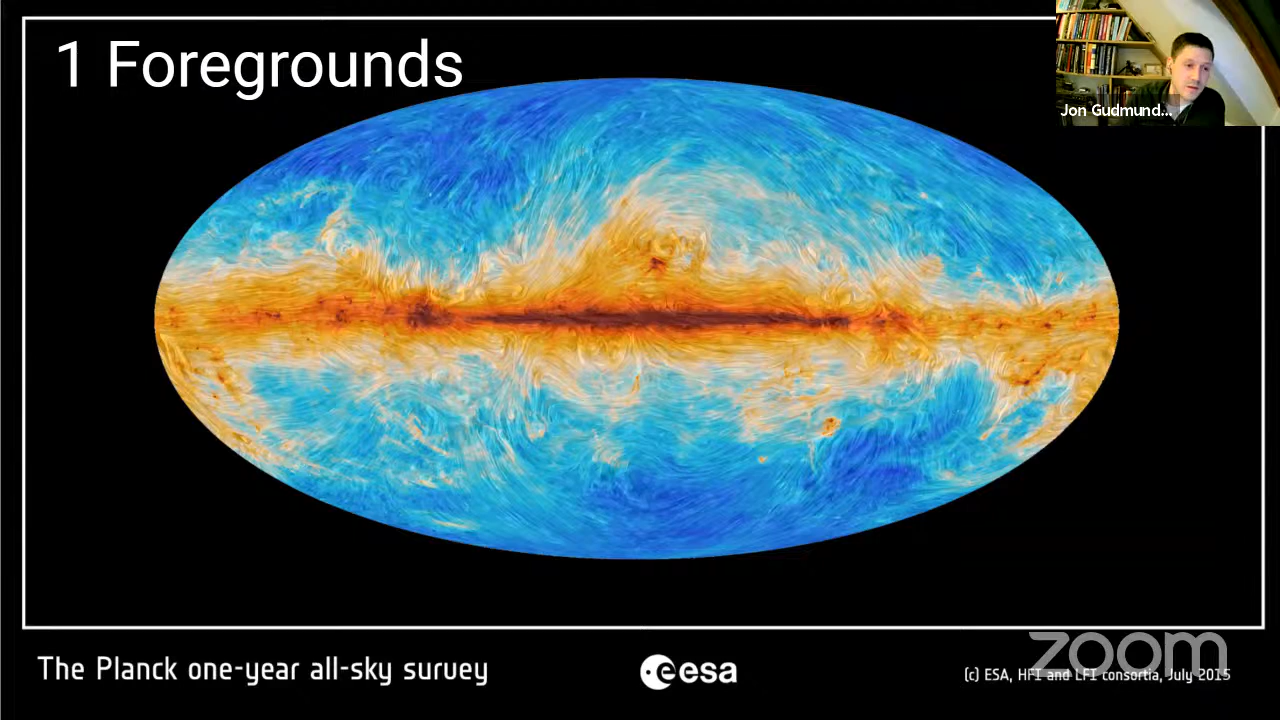 1 Foregrounds
Jon Gudmund...
The Planck one-year all-sky survey
esa
zoom
(c) ESA, HFI and LFI consortia, July 2015